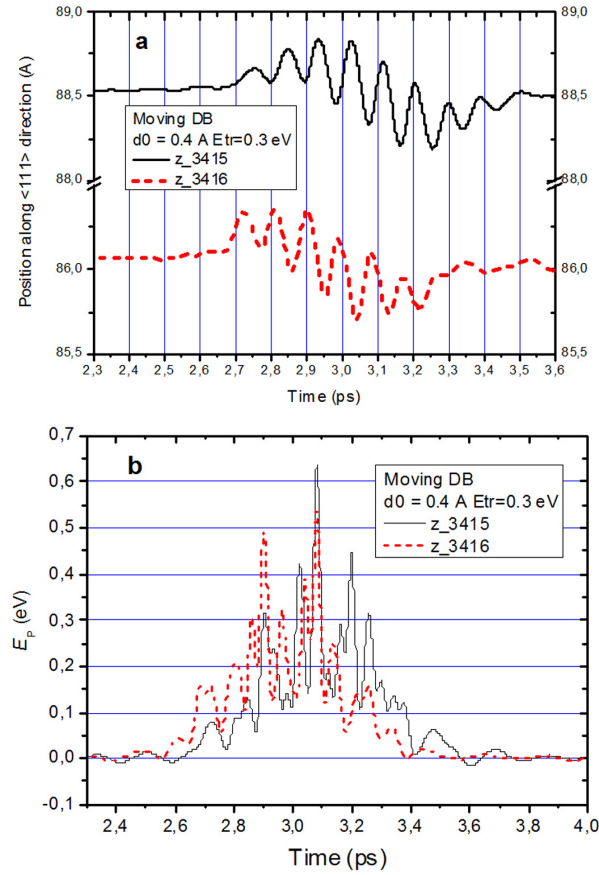 a
89,0
88,5
88,0
86,0
85,5
89,0
88,5
88,0
86,0
85,5
Position along <111> direction (A)
Moving DB
d0 = 0.4 A Etr=0.3 eV
z_3415
z_3416
2,3 2,4 2,5 2,6 2,7 2,8 2,9 3,0 3,1 3,2 3,3 3,4 3,5 3,6
Time (ps)
b
0,7
0,6
0,5
0,4
0,3
0,2
0,1
0,0
-0,1
E_P (eV)
Moving DB
d0 = 0.4 A Etr=0.3 eV
z_3415
z_3416
2,4 2,6 2,8 3,0 3,2 3,4 3,6 3,8 4,0
Time (ps)